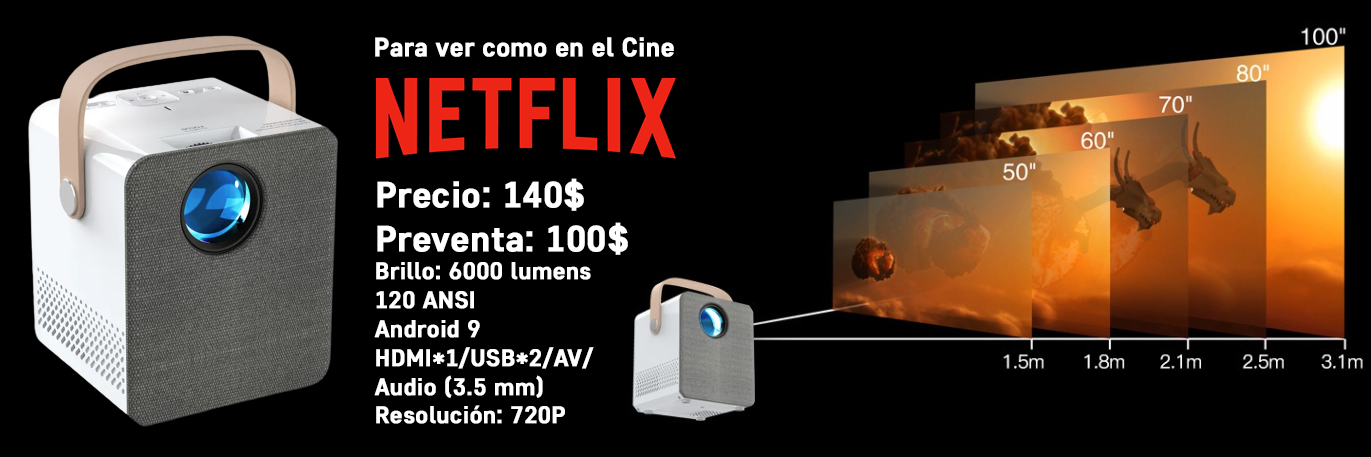 Para ver como en el Cine
NETFLIX
Precio: 140$
Preventa: 100$
Brillo: 6000 lumens
120 ANSI
Android 9
HDMI*1/USB*2/AV/
Audio (3.5 mm)
Resolución: 720P
100"
80"
70"
60"
50"
1.5m 1.8m 2.1m 2.5m 3.1m